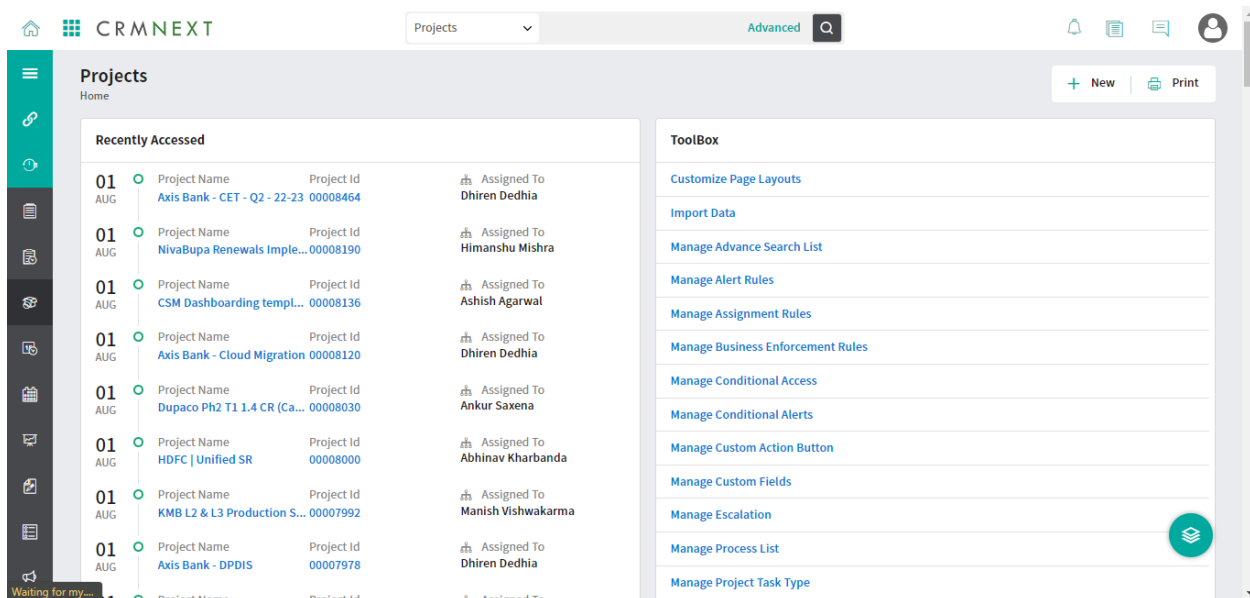 CRMNEXT
Projects
Advanced
Projects
Home
New
Print
Recently Accessed
01 AUG
Project Name
Project Id
Assigned To
Axis Bank - CET - Q2 - 22-23
00008464
Dhiren Dedhia
01 AUG
Project Name
Project Id
Assigned To
NivaBupa Renewals Imple...
00008190
Himanshu Mishra
01 AUG
Project Name
Project Id
Assigned To
CSM Dashboarding templ...
00008136
Ashish Agarwal
01 AUG
Project Name
Project Id
Assigned To
Axis Bank - Cloud Migration
00008120
Dhiren Dedhia
01 AUG
Project Name
Project Id
Assigned To
Dupaco Ph2 T1 1.4 CR (Ca...
00008030
Ankur Saxena
01 AUG
Project Name
Project Id
Assigned To
HDFC | Unified SR
00008000
Abhinav Kharbanda
01 AUG
Project Name
Project Id
Assigned To
KMB L2 & L3 Production S...
00007992
Manish Vishwakarma
01 AUG
Project Name
Project Id
Assigned To
Axis Bank - DPDIS
00007978
Dhiren Dedhia
ToolBox
Customize Page Layouts
Import Data
Manage Advance Search List
Manage Alert Rules
Manage Assignment Rules
Manage Business Enforcement Rules
Manage Conditional Access
Manage Conditional Alerts
Manage Custom Action Button
Manage Custom Fields
Manage Escalation
Manage Process List
Manage Project Task Type
Waiting for my....